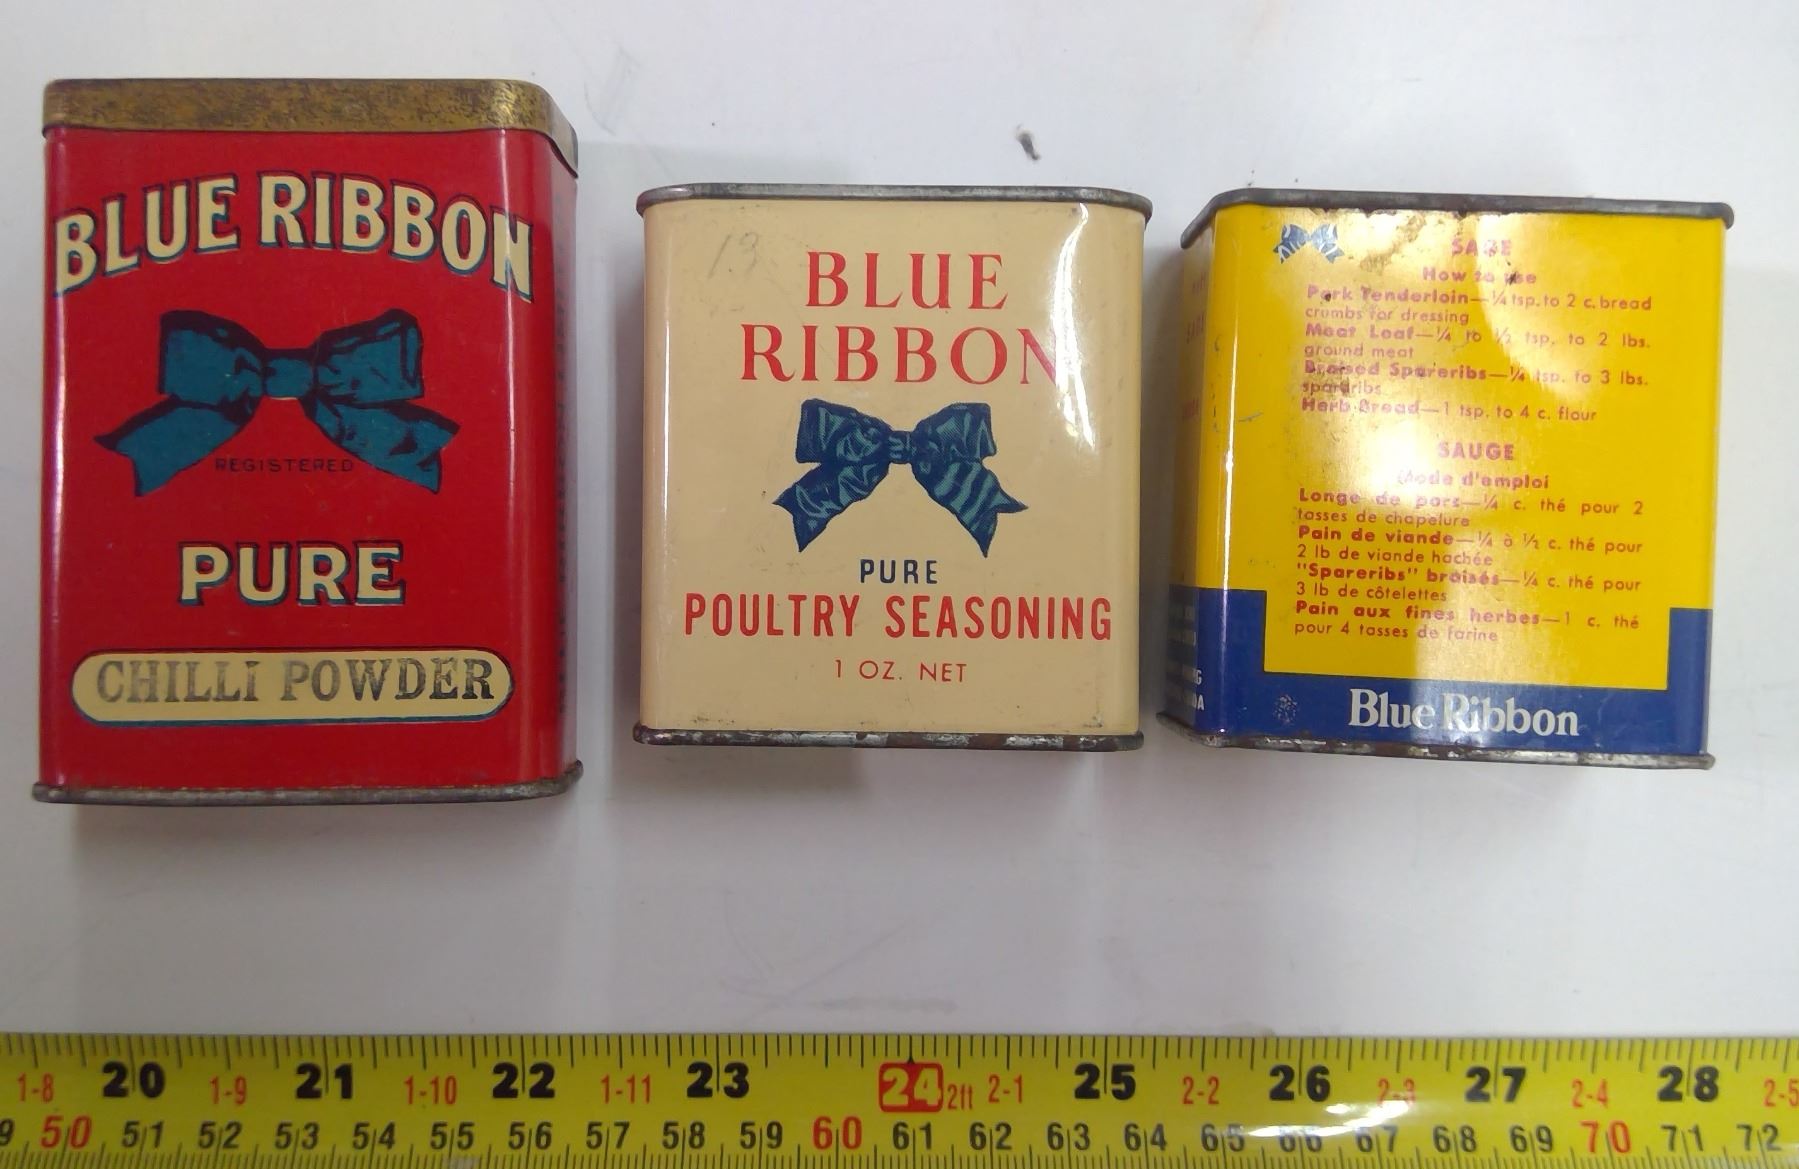 BLUE RIBBON
REGISTERED
PURE
CHILLI POWDER
13
BLUE
RIBBON
PURE
POULTRY SEASONING
1 OZ. NET
SAGE
How to use
Pork Tenderloin—¼ tsp. to 2 c. bread
crumbs for dressing
Meat Loaf—¼ to ½ tsp. to 2 lbs.
ground meat
Braised Spareribs—¼ tsp. to 3 lbs.
spareribs
Herb Bread—1 tsp. to 4 c. flour
SAUGE
Mode d'emploi
Longe de porc—¼ c. thé pour 2
tasses de chapelure
Pain de viande—¼ à ½ c. thé pour
2 lb de viande hachée
"Spareribs" braisés—¼ c. thé pour
3 lb de côtelettes
Pain aux fines herbes—1 c. thé
pour 4 tasses de farine
Blue Ribbon
1-8 20 1-9 21 1-10 22 1-11 23 24 2ft 2-1 25 2-2 26 2-3 27 2-4 28 2-5
9 50 51 52 53 54 55 56 57 58 59 60 61 62 63 64 65 66 67 68 69 70 71 72